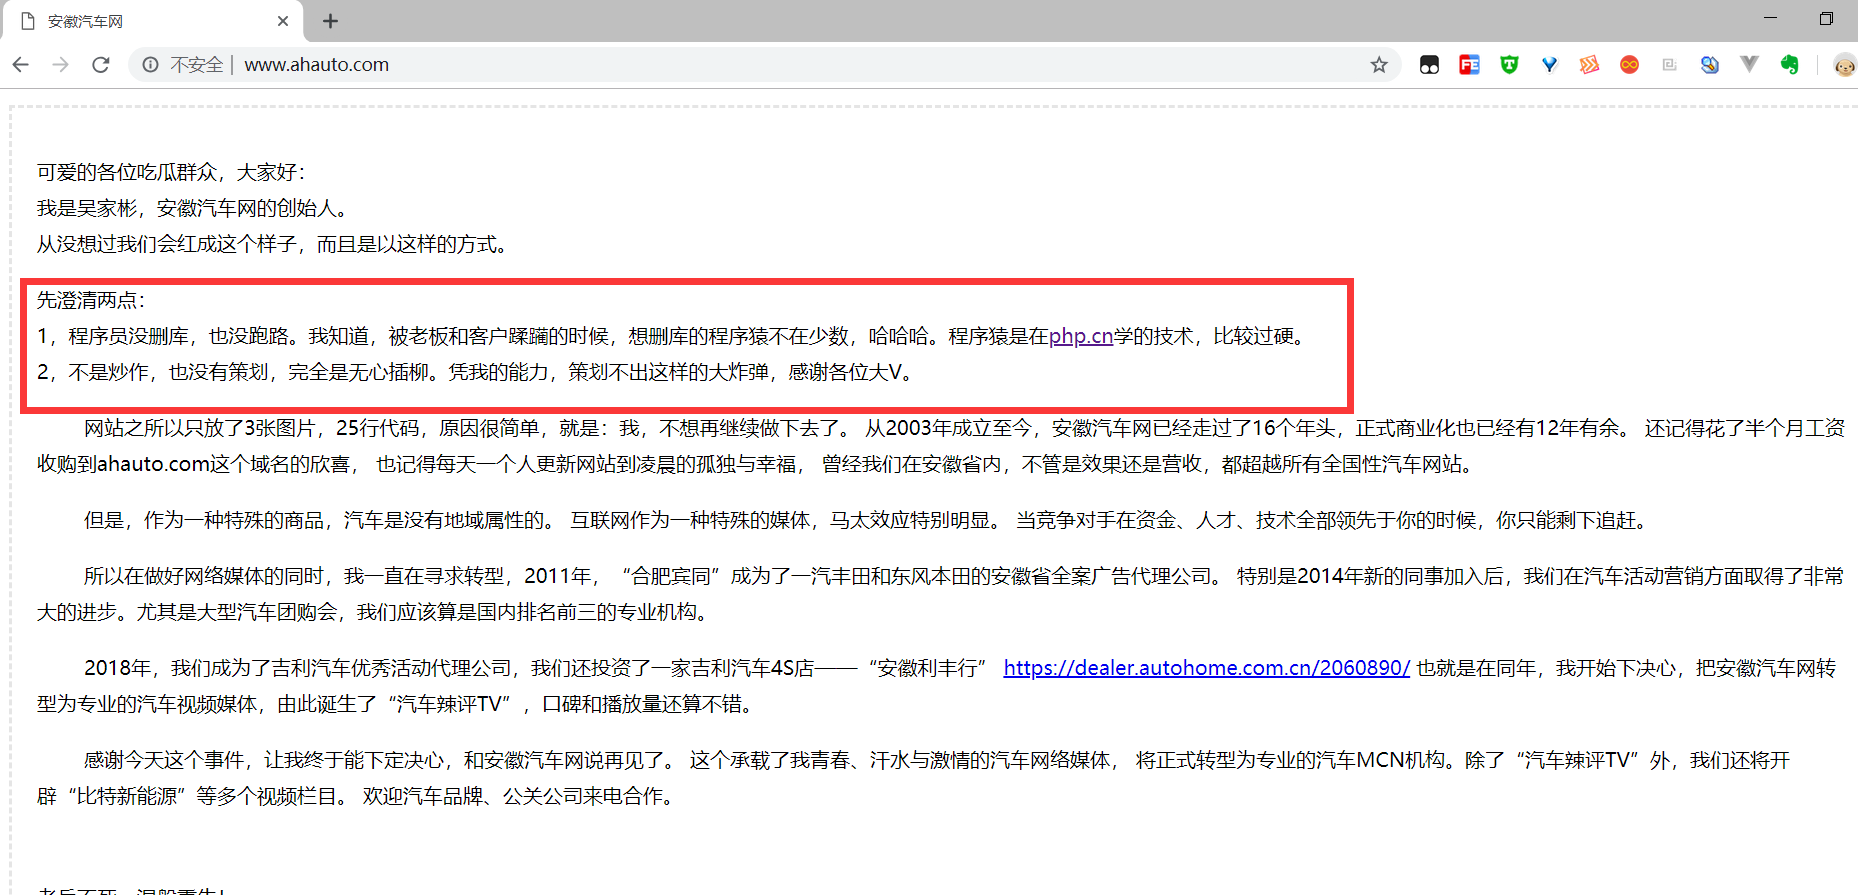 安徽汽车网
不安全 | www.ahauto.com
可爱的各位吃瓜群众，大家好：
我是吴家彬，安徽汽车网的创始人。
从没想过我们会红成这个样子，而且是以这样的方式。
先澄清两点：
1，程序员没删库，也没跑路。我知道，被老板和客户蹂躏的时候，想删库的程序猿不在少数，哈哈哈。程序猿是在php.cn学的技术，比较过硬。
2，不是炒作，也没有策划，完全是无心插柳。凭我的能力，策划不出这样的大炸弹，感谢各位大V。
网站之所以只放了3张图片，25行代码，原因很简单，就是：我，不想再继续做下去了。 从2003年成立至今，安徽汽车网已经走过了16个年头，正式商业化也已经有12年有余。 还记得花了半个月工资
收购到ahauto.com这个域名的欣喜， 也记得每天一个人更新网站到凌晨的孤独与幸福， 曾经我们在安徽省内，不管是效果还是营收，都超越所有全国性汽车网站。
但是，作为一种特殊的商品，汽车是没有地域属性的。 互联网作为一种特殊的媒体，马太效应特别明显。 当竞争对手在资金、人才、技术全部领先于你的时候，你只能剩下追赶。
所以在做好网络媒体的同时，我一直在寻求转型，2011年，“合肥宾同”成为了一汽丰田和东风本田的安徽省全案广告代理公司。 特别是2014年新的同事加入后，我们在汽车活动营销方面取得了非常
大的进步。尤其是大型汽车团购会，我们应该算是国内排名前三的专业机构。
2018年，我们成为了吉利汽车优秀活动代理公司，我们还投资了一家吉利汽车4S店——“安徽利丰行” https://dealer.autohome.com.cn/2060890/ 也就是在同年，我开始下决心，把安徽汽车网转
型为专业的汽车视频媒体，由此诞生了“汽车辣评TV”，口碑和播放量还算不错。
感谢今天这个事件，让我终于能下定决心，和安徽汽车网说再见了。 这个承载了我青春、汗水与激情的汽车网络媒体， 将正式转型为专业的汽车MCN机构。除了“汽车辣评TV”外，我们还将开
辟“比特新能源”等多个视频栏目。 欢迎汽车品牌、公关公司来电合作。